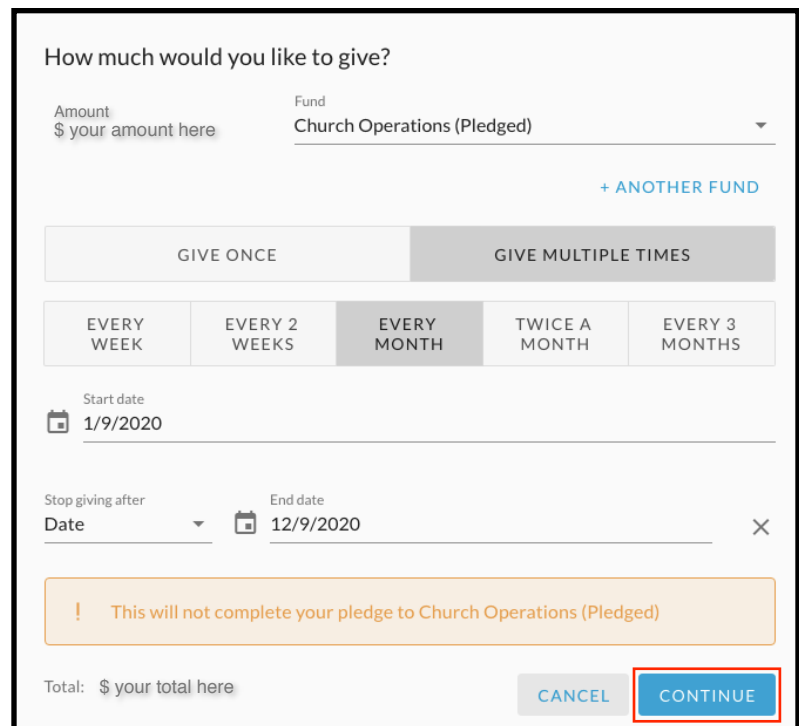 How much would you like to give?
Amount
$ your amount here
Fund
Church Operations (Pledged)
+ ANOTHER FUND
GIVE ONCE
GIVE MULTIPLE TIMES
EVERY
WEEK
EVERY 2
WEEKS
EVERY
MONTH
TWICE A
MONTH
EVERY 3
MONTHS
Start date
1/9/2020
Stop giving after
Date
End date
12/9/2020
! This will not complete your pledge to Church Operations (Pledged)
Total: $ your total here
CANCEL
CONTINUE